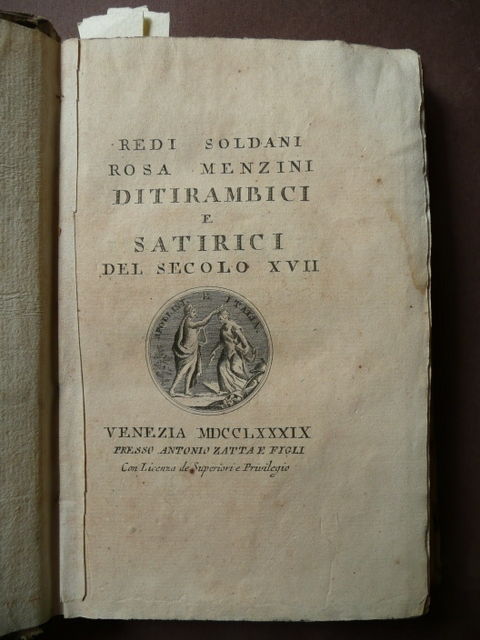 REDI SOLDANI
ROSA MENZINI
DITIRAMBICI
E
SATIRICI
DEL SECOLO XVII
E ITALIA
VENEZIA MDCCLXXXIX
PRESSO ANTONIO ZATTA E FIGLI
Con Licenza de Superiori e Privilegio